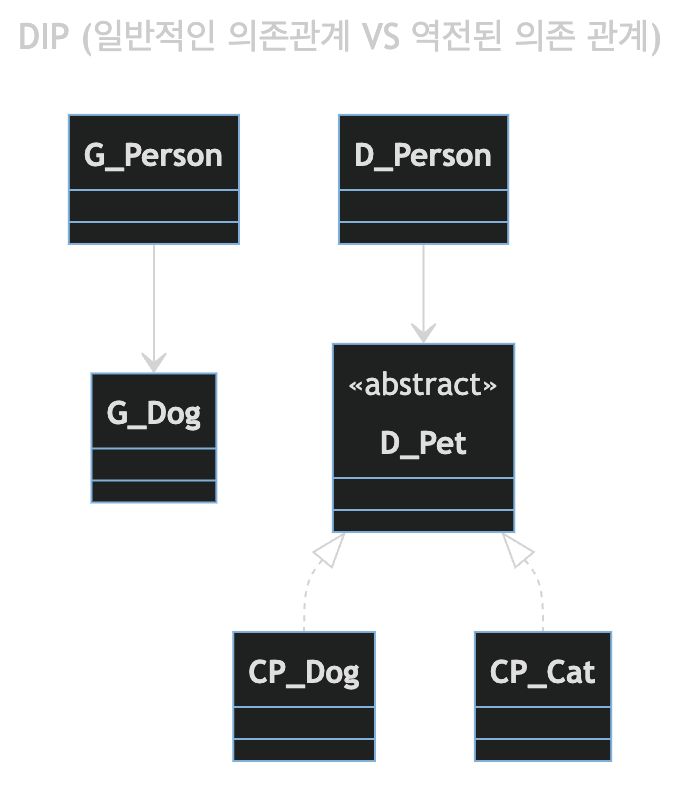 DIP (일반적인 의존관계 VS 역전된 의존 관계)
G_Person
D_Person
G_Dog
«abstract»
D_Pet
CP_Dog
CP_Cat